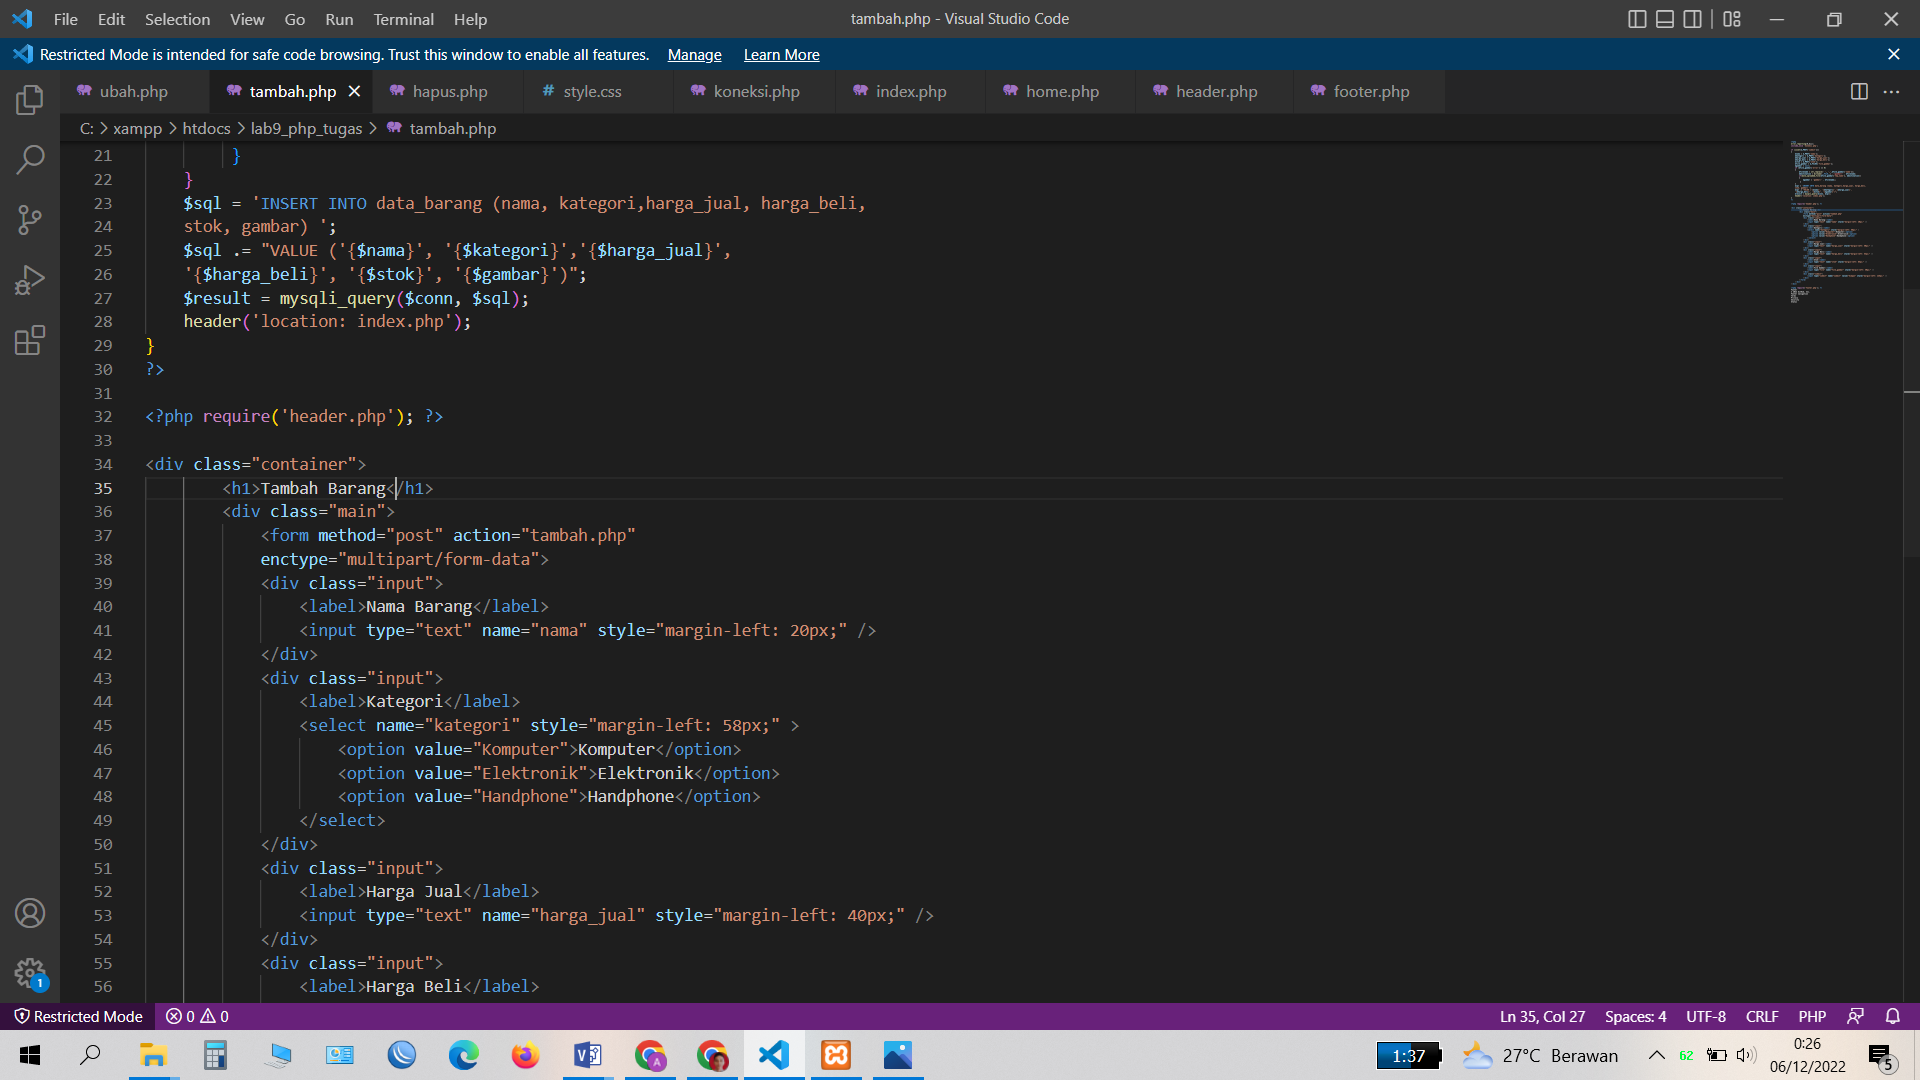 File Edit Selection View Go Run Terminal Help tambah.php - Visual Studio Code
Restricted Mode is intended for safe code browsing. Trust this window to enable all features. Manage Learn More
ubah.php tambah.php hapus.php # style.css koneksi.php index.php home.php header.php footer.php
C: > xampp > htdocs > lab9_php_tugas > tambah.php
21 }
22 }
23 $sql = 'INSERT INTO data_barang (nama, kategori,harga_jual, harga_beli,
24 stok, gambar) ';
25 $sql .= "VALUE ('{$nama}', '{$kategori}','{$harga_jual}',
26 '{$harga_beli}', '{$stok}', '{$gambar}')";
27 $result = mysqli_query($conn, $sql);
28 header('location: index.php');
29 }
30 ?>
31
32 <?php require('header.php'); ?>
33
34 <div class="container">
35 <h1>Tambah Barang</h1>
36 <div class="main">
37 <form method="post" action="tambah.php"
38 enctype="multipart/form-data">
39 <div class="input">
40 <label>Nama Barang</label>
41 <input type="text" name="nama" style="margin-left: 20px;" />
42 </div>
43 <div class="input">
44 <label>Kategori</label>
45 <select name="kategori" style="margin-left: 58px;" >
46 <option value="Komputer">Komputer</option>
47 <option value="Elektronik">Elektronik</option>
48 <option value="Handphone">Handphone</option>
49 </select>
50 </div>
51 <div class="input">
52 <label>Harga Jual</label>
53 <input type="text" name="harga_jual" style="margin-left: 40px;" />
54 </div>
55 <div class="input">
56 <label>Harga Beli</label>
1
Restricted Mode 0 0 Ln 35, Col 27 Spaces: 4 UTF-8 CRLF PHP
1:37 27°C Berawan 62 0:26
06/12/2022 5